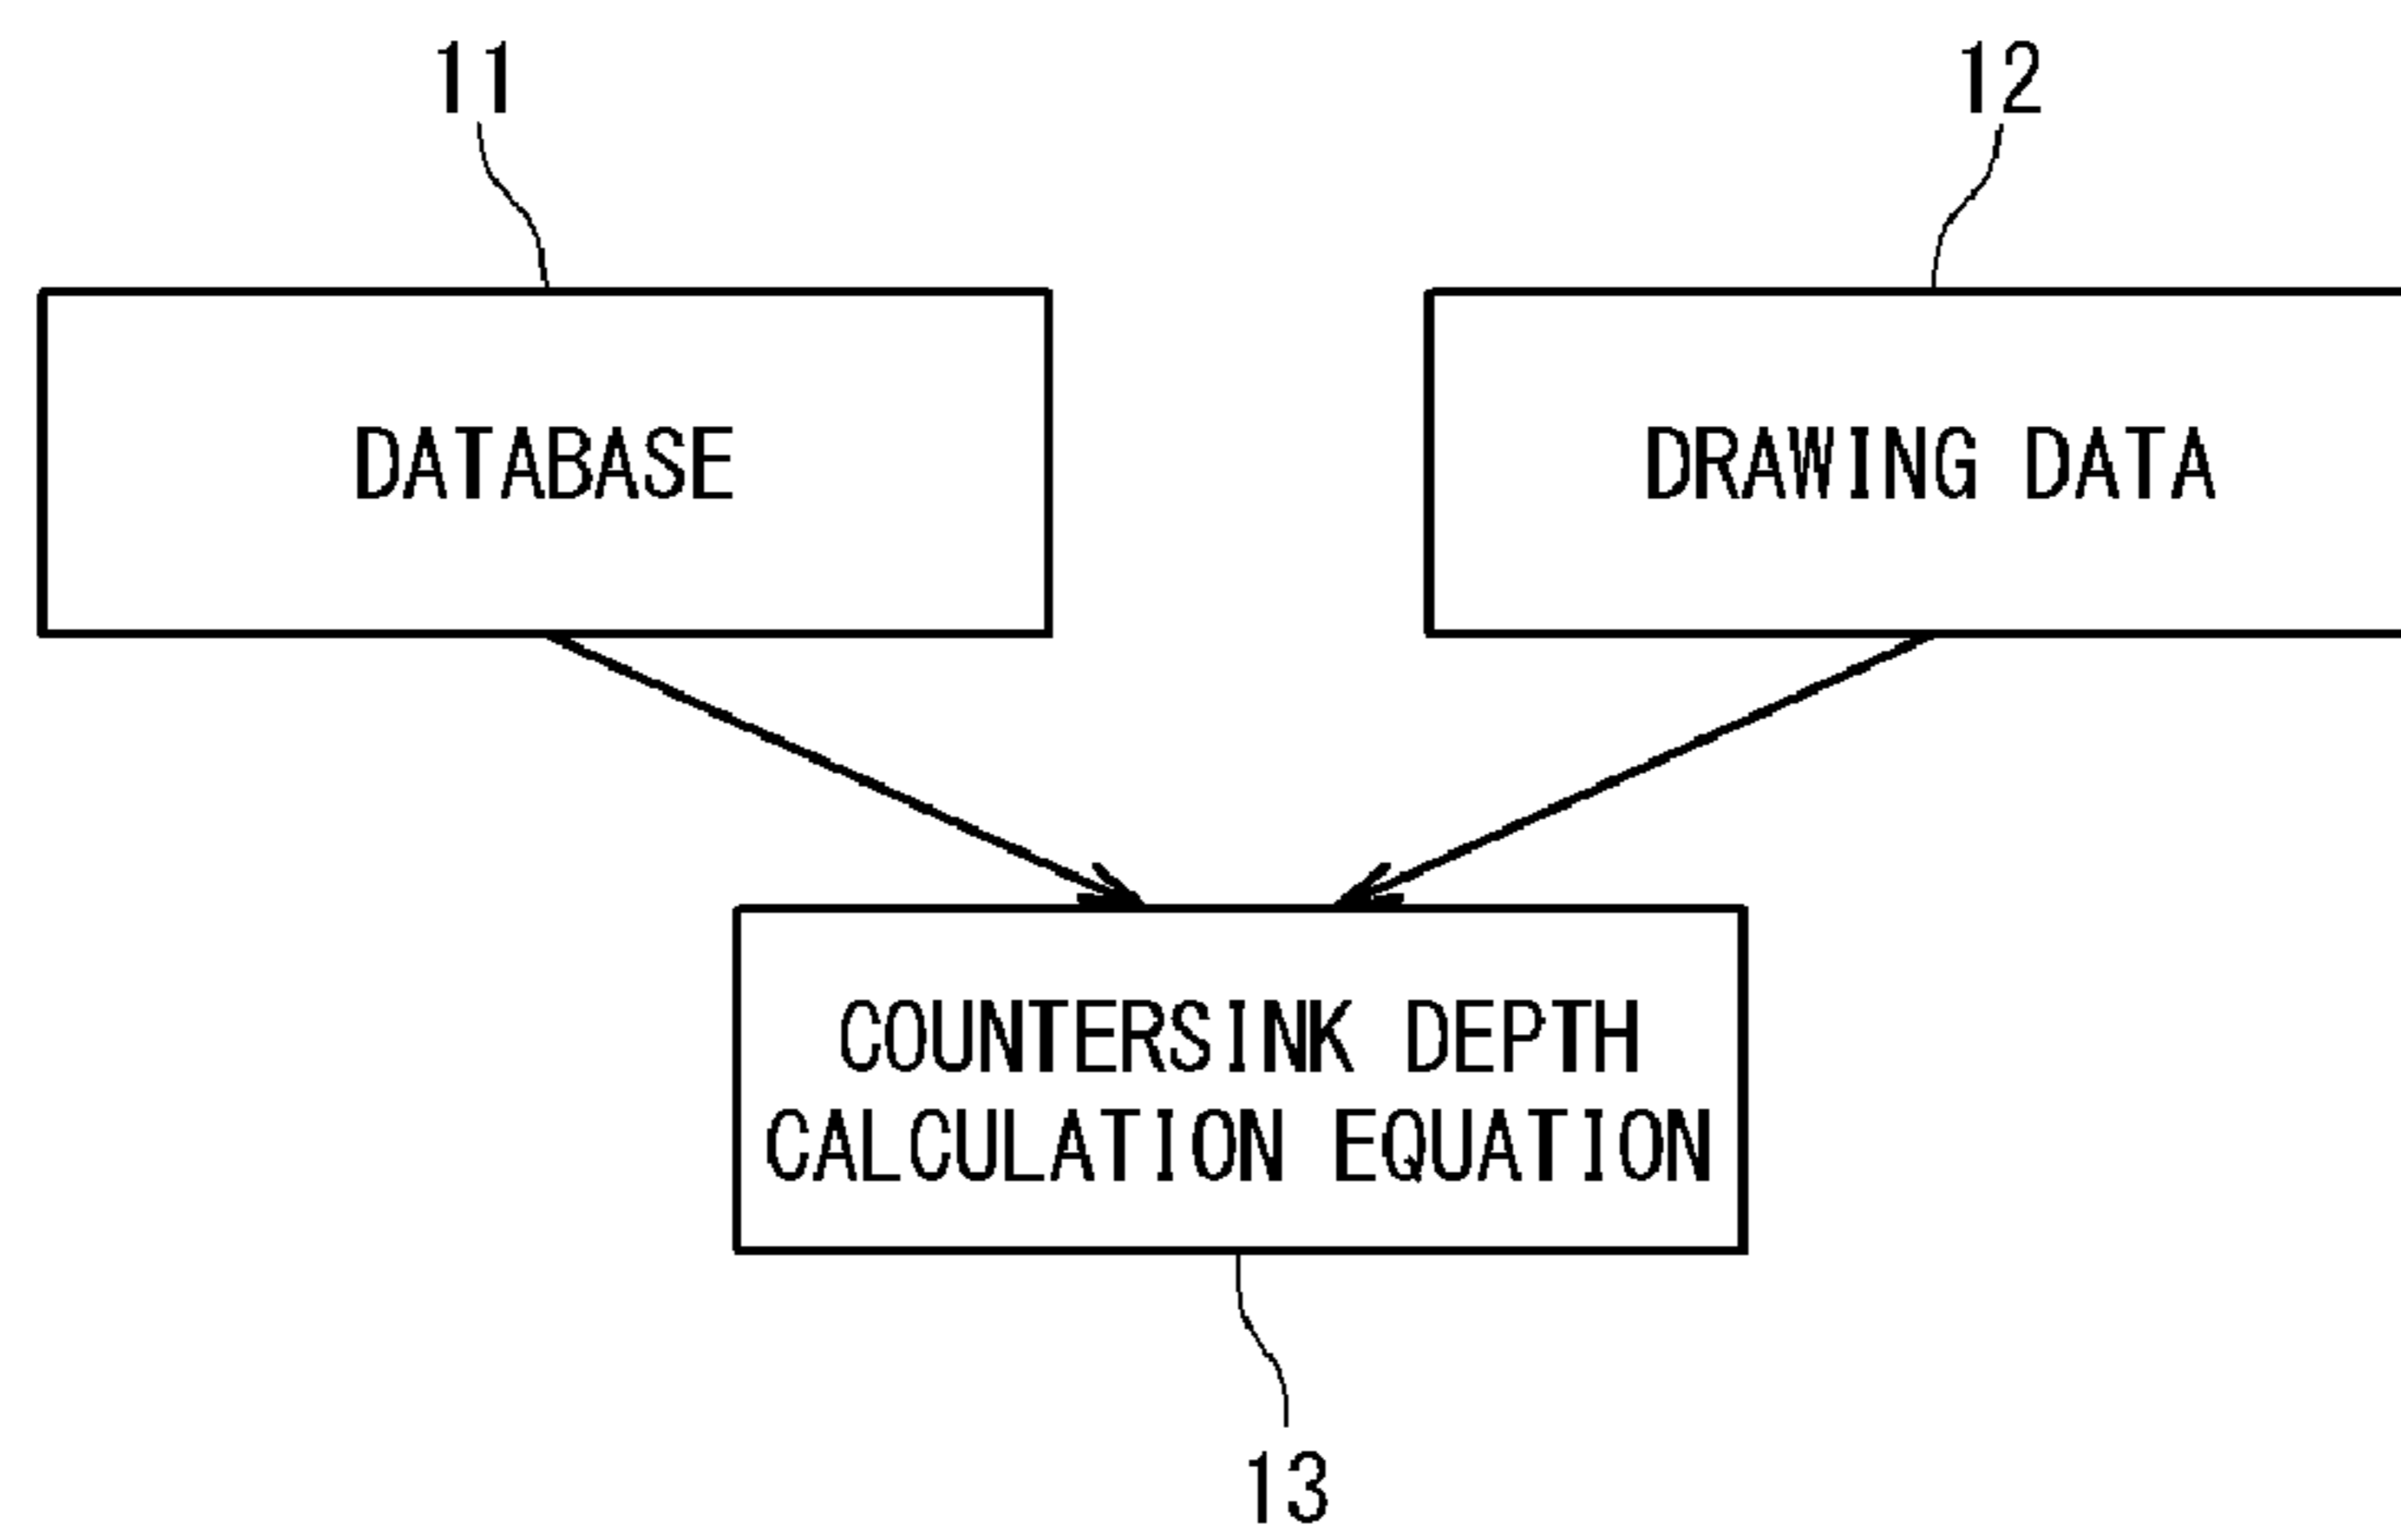 11
12
DATABASE
DRAWING DATA
COUNTERSINK DEPTH
CALCULATION EQUATION
13